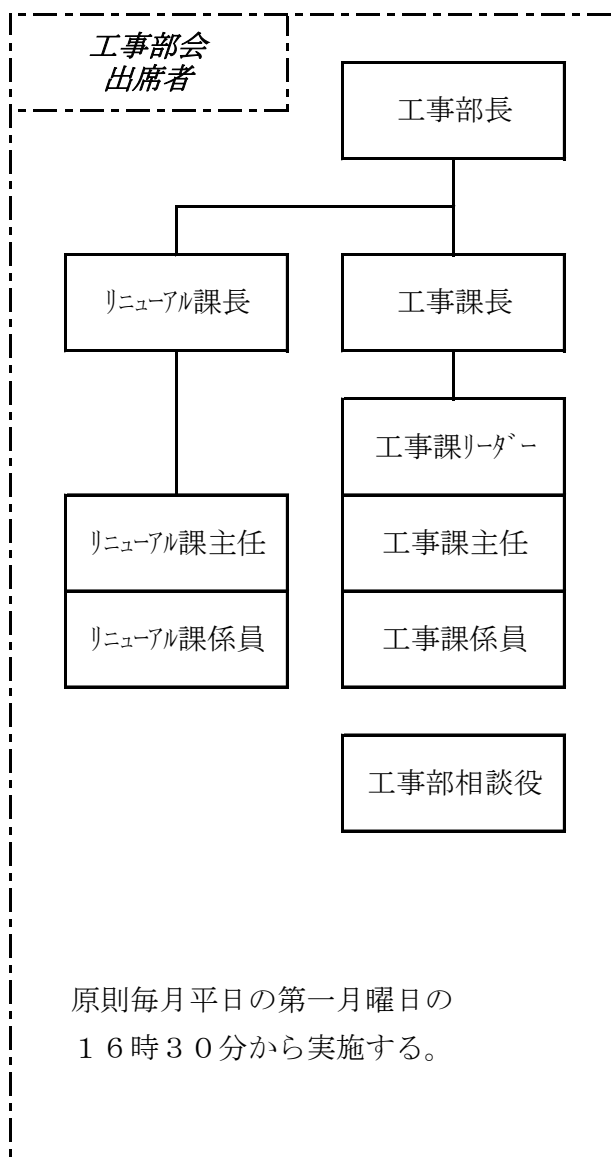 工事部会
出席者
工事部長
ﾘﾆｭｰｱﾙ課長
工事課長
工事課ﾘｰﾀﾞｰ
ﾘﾆｭｰｱﾙ課主任
工事課主任
ﾘﾆｭｰｱﾙ課係員
工事課係員
工事部相談役
原則毎月平日の第一月曜日の
１６時３０分から実施する。